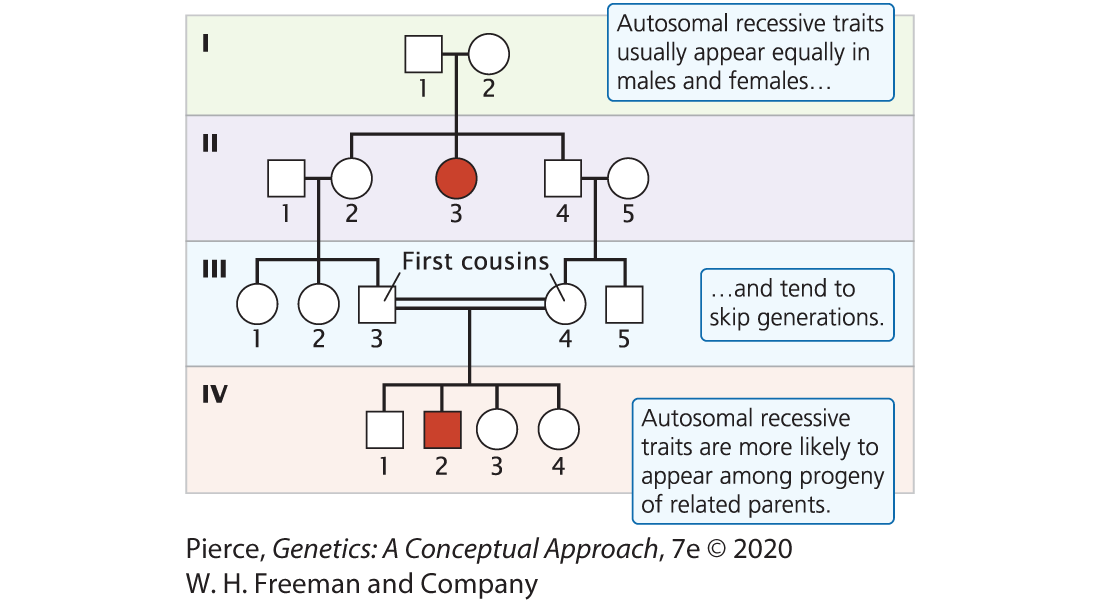 I
1 2
Autosomal recessive traits
usually appear equally in
males and females…
II
1 2 3 4 5
III
First cousins
1 2 3 4 5
…and tend to
skip generations.
IV
1 2 3 4
Autosomal recessive
traits are more likely to
appear among progeny
of related parents.
Pierce, Genetics: A Conceptual Approach, 7e © 2020
W. H. Freeman and Company